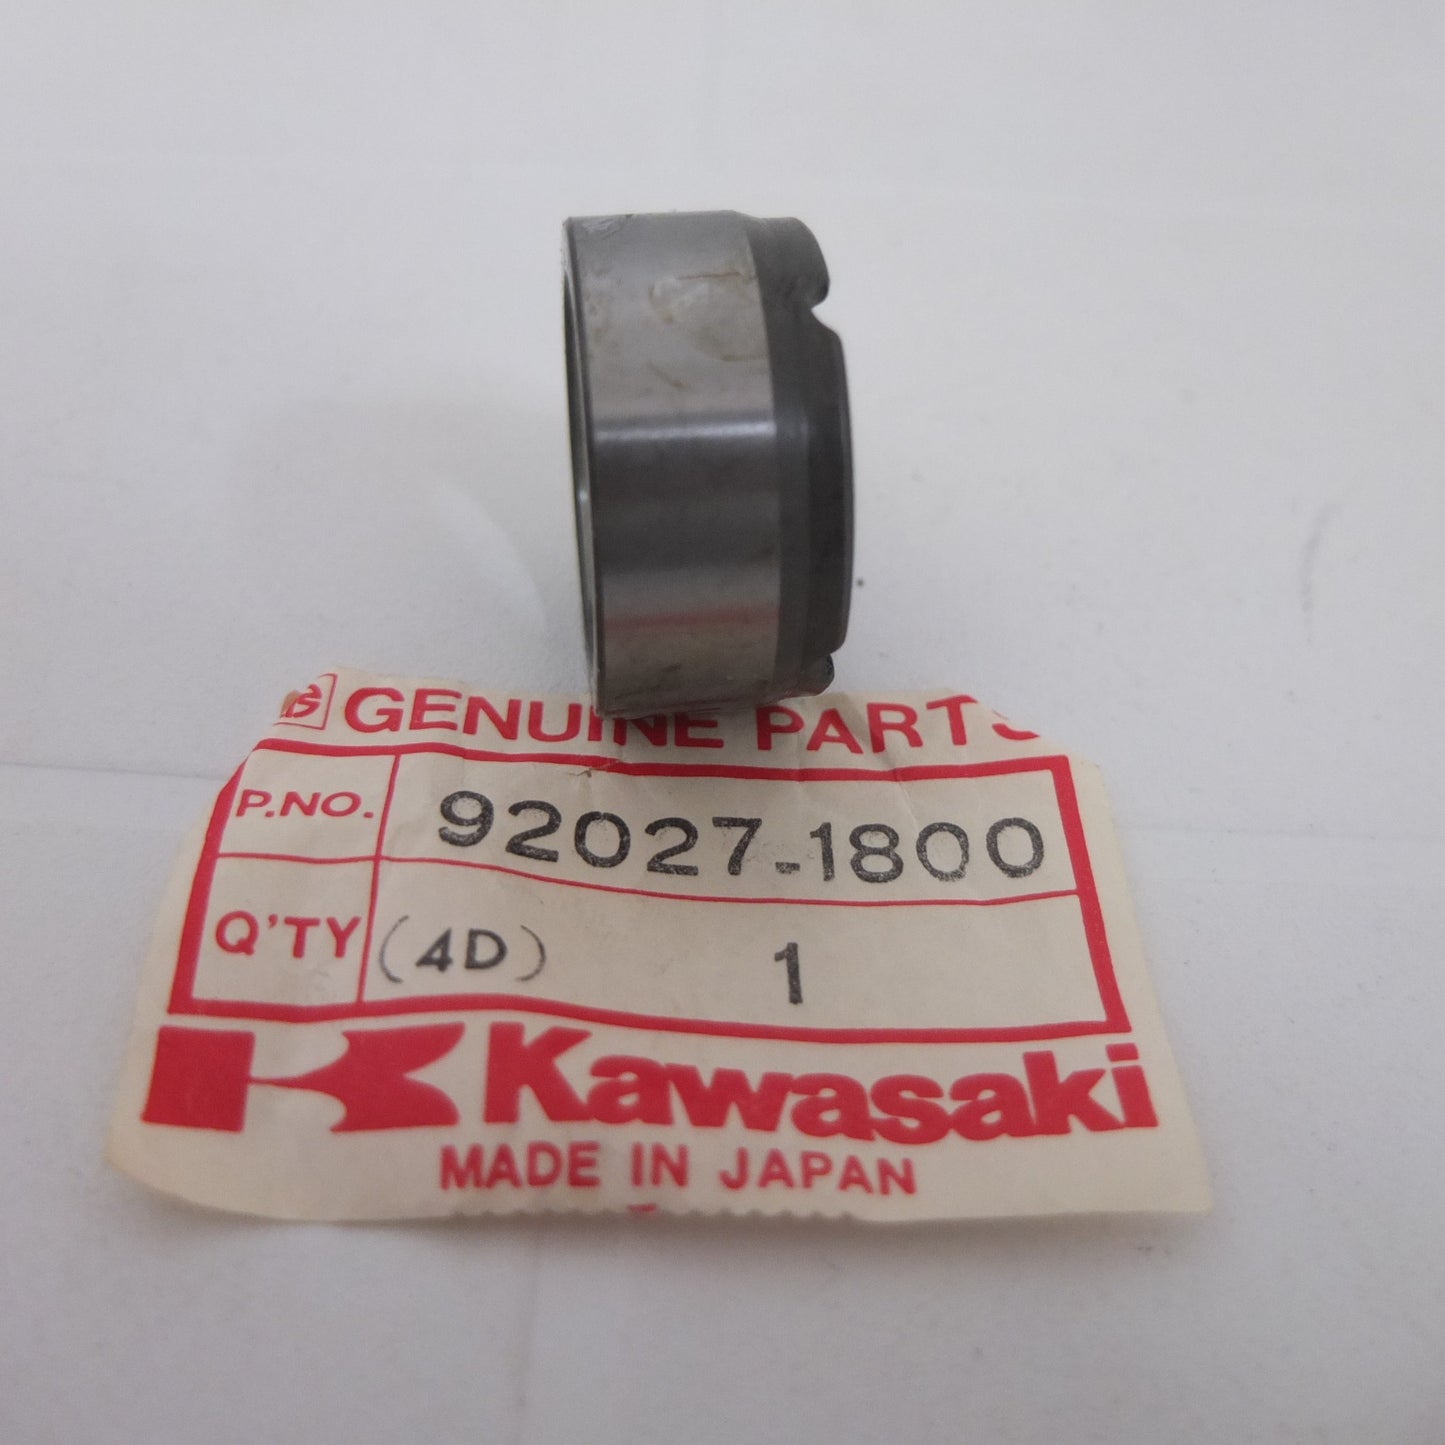 GENUINE PARTS
P.NO. 92027-1800
Q'TY (4D) 1
Kawasaki
MADE IN JAPAN